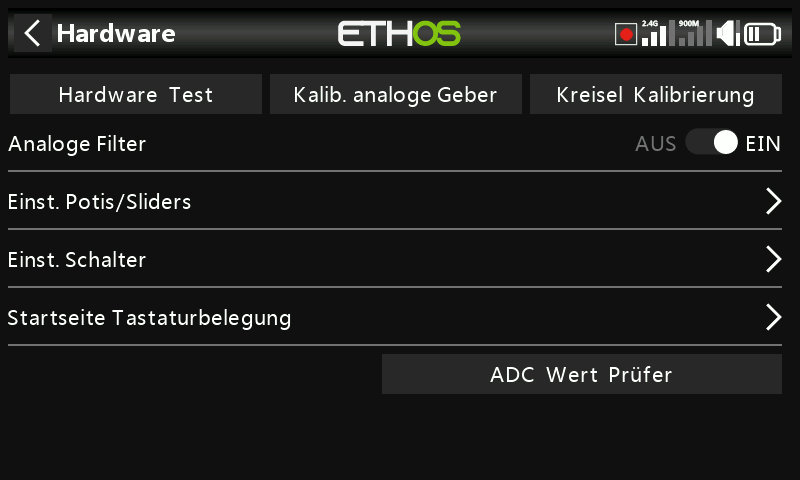 Hardware
ETHOS
2.4G
900M
Hardware Test
Kalib. analoge Geber
Kreisel Kalibrierung
Analoge Filter
AUS
EIN
Einst. Potis/Sliders
Einst. Schalter
Startseite Tastaturbelegung
ADC Wert Prüfer